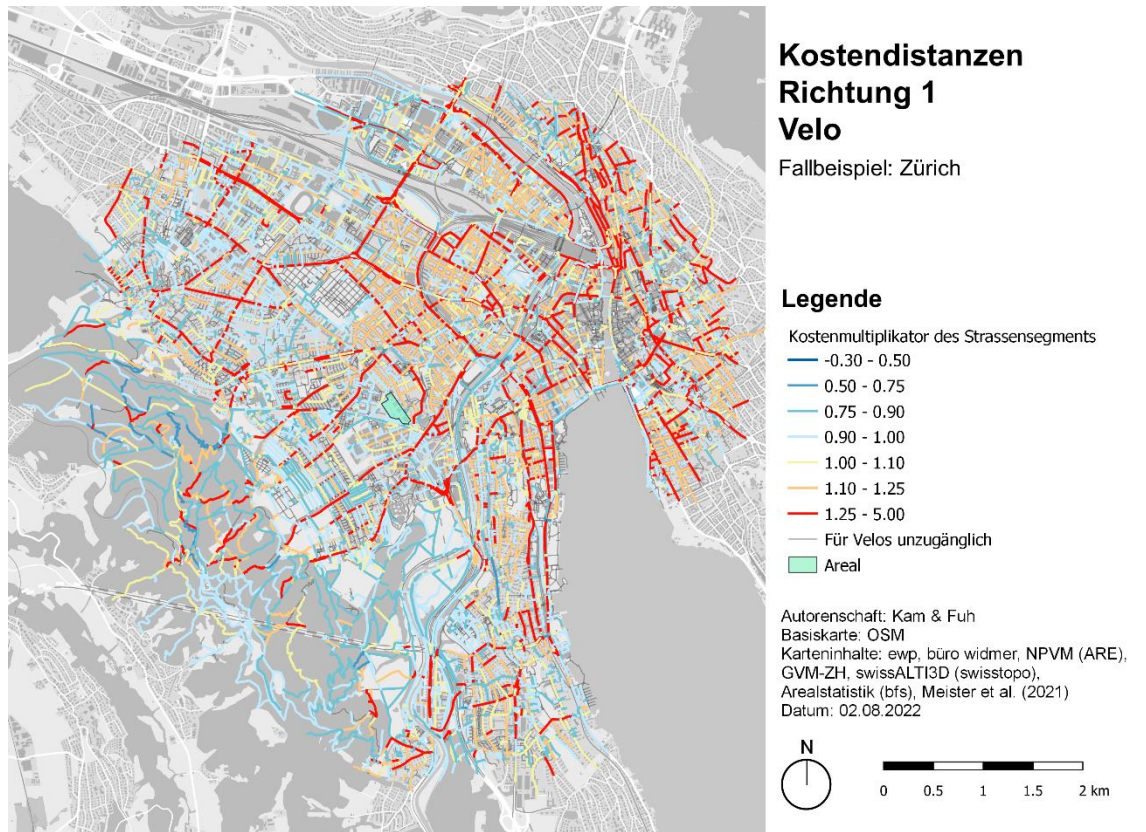 Kostendistanzen
Richtung 1
Velo
Fallbeispiel: Zürich
Legende
Kostenmultiplikator des Strassensegments
-0.30 - 0.50
0.50 - 0.75
0.75 - 0.90
0.90 - 1.00
1.00 - 1.10
1.10 - 1.25
1.25 - 5.00
Für Velos unzugänglich
Areal
Autorenschaft: Kam & Fuh
Basiskarte: OSM
Karteninhalte: ewp, büro widmer, NPVM (ARE),
GVM-ZH, swissALTI3D (swisstopo),
Arealstatistik (bfs), Meister et al. (2021)
Datum: 02.08.2022
N
0 0.5 1 1.5 2 km